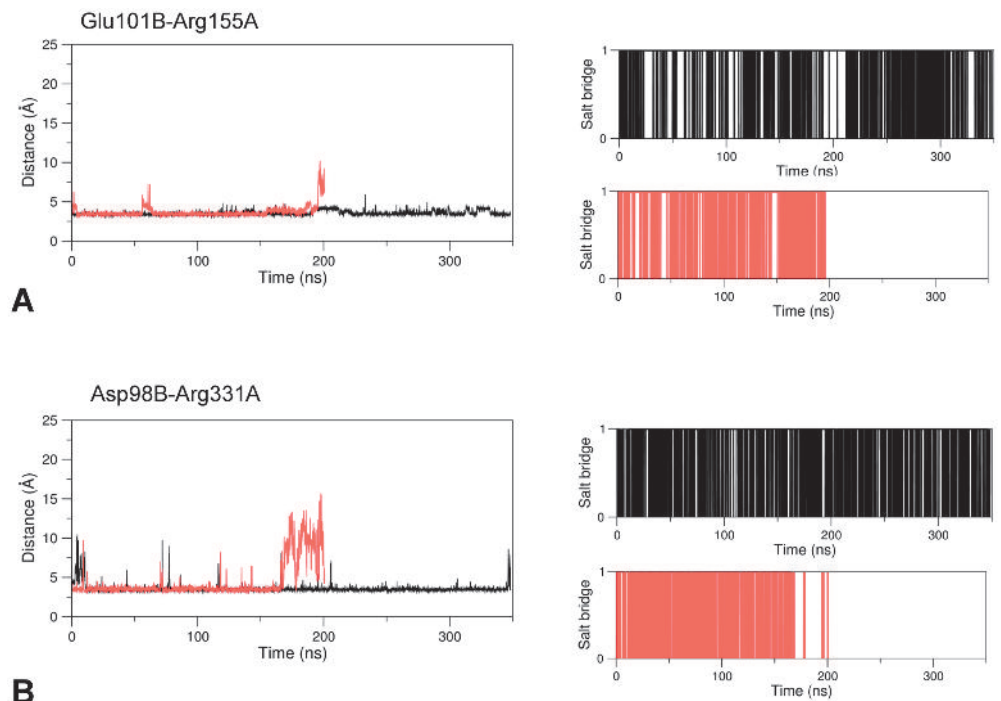 Glu101B-Arg155A
25
20
15
10
5
0
Distance (Å)
0 100 200 300
Time (ns)
1
0
Salt bridge
0 100 200 300
Time (ns)
1
0
Salt bridge
0 100 200 300
Time (ns)
A
Asp98B-Arg331A
25
20
15
10
5
0
Distance (Å)
0 100 200 300
Time (ns)
1
0
Salt bridge
0 100 200 300
Time (ns)
1
0
Salt bridge
0 100 200 300
Time (ns)
B